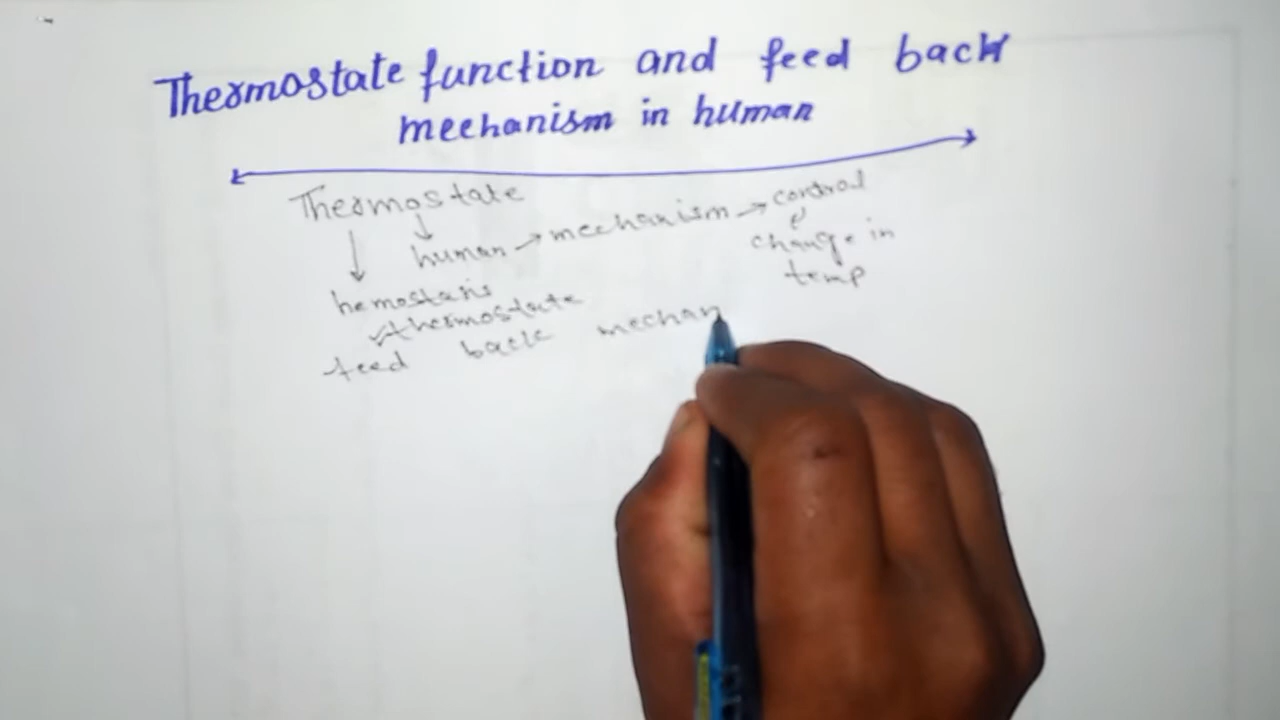 Thermostate function and feed back
mechanism in human
Thermostate
human → mechanism → control
change in
temp
hemostasis
thermostate
feed back mechan